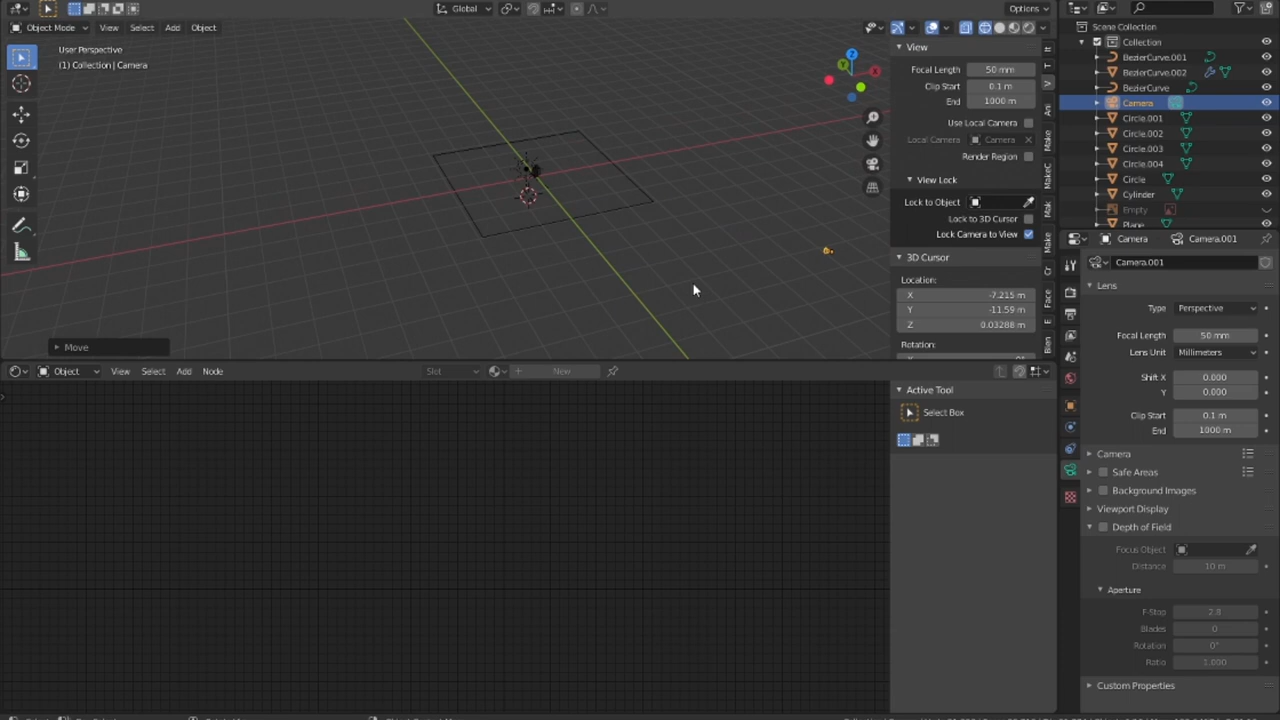 Global
Options
Object Mode
View
Select
Add
Object
User Perspective
(1) Collection | Camera
Z
Y
X
Move
View
Focal Length
50 mm
Clip Start
0.1 m
End
1000 m
Use Local Camera
Local Camera
Camera
Render Region
View Lock
Lock to Object
Lock to 3D Cursor
Lock Camera to View
3D Cursor
Location:
X
-7.215 m
Y
-11.59 m
Z
0.03288 m
Rotation:
Ani
Make
MakeC
Mak
Make
Cr
Face
E
Scene Collection
Collection
BezierCurve.001
BezierCurve.002
BezierCurve
Camera
Circle.001
Circle.002
Circle.003
Circle.004
Circle
Cylinder
Empty
Plane
Camera
Camera.001
Camera.001
Lens
Type
Perspective
Focal Length
50 mm
Lens Unit
Millimeters
Shift X
0.000
Y
0.000
Clip Start
0.1 m
End
1000 m
Camera
Safe Areas
Background Images
Viewport Display
Depth of Field
Focus Object
Distance
10 m
Aperture
F-Stop
2.8
Blades
0
Rotation
0°
Ratio
1.000
Custom Properties
Object
View
Select
Add
Node
Slot
New
Active Tool
Select Box